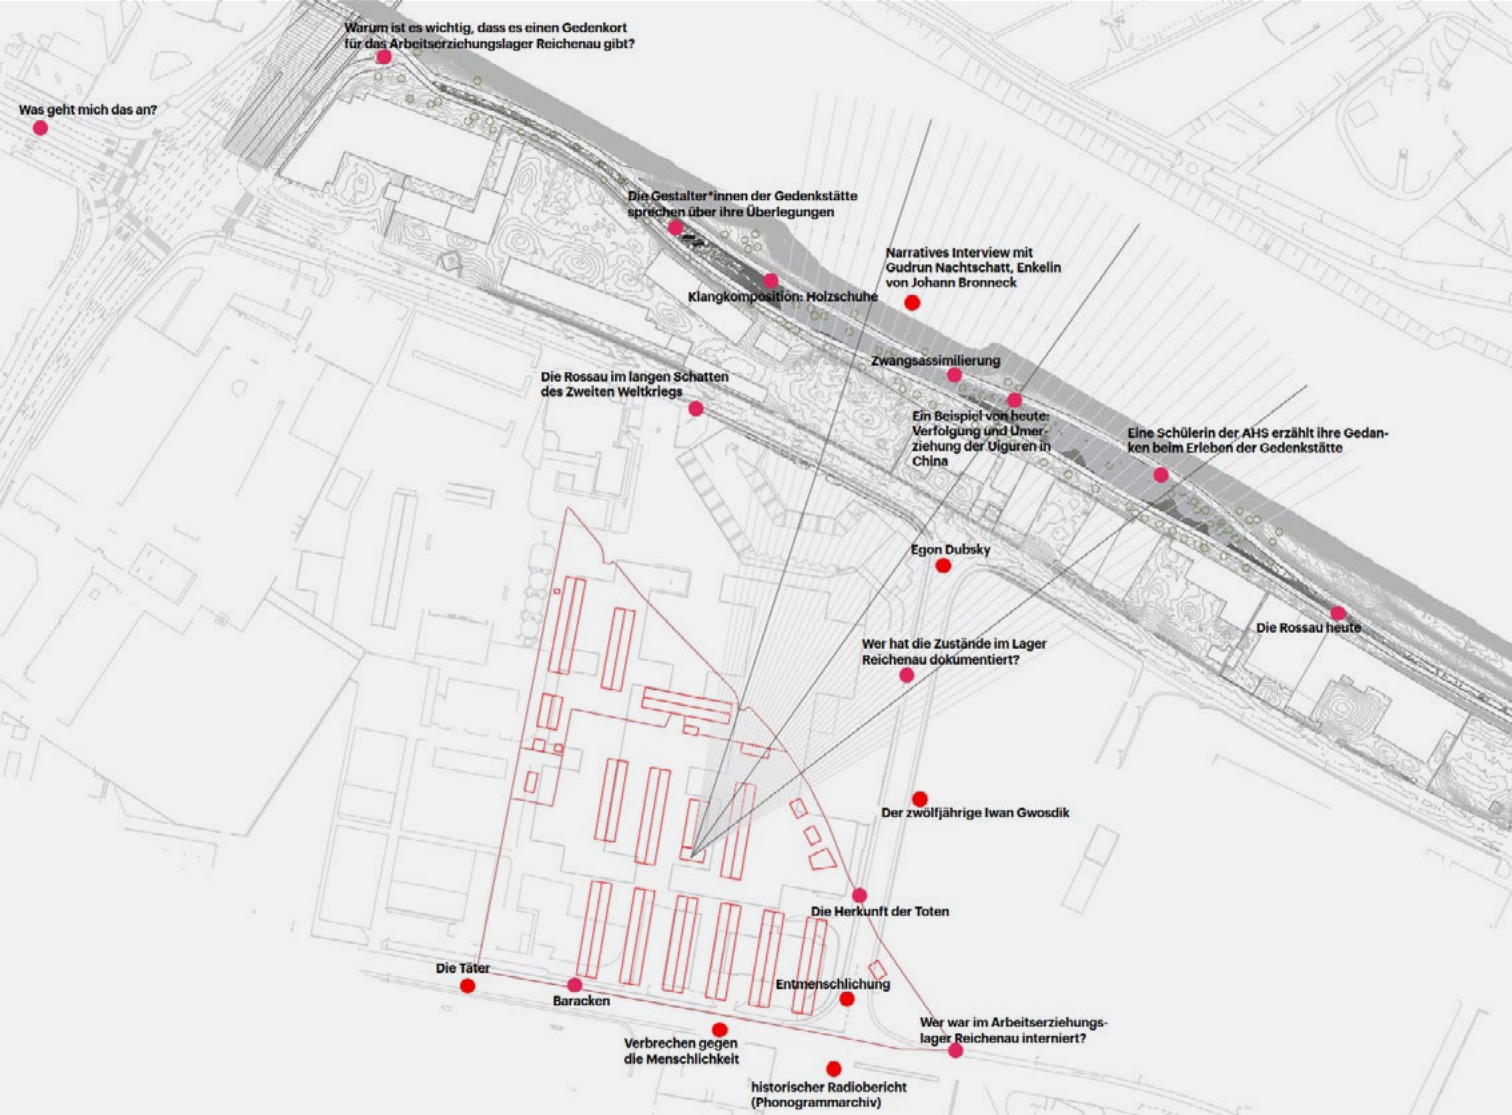 Warum ist es wichtig, dass es einen Gedenkort
für das Arbeitserziehungslager Reichenau gibt?
Was geht mich das an?
Die Gestalter*innen der Gedenkstätte
sprechen über ihre Überlegungen
Narratives Interview mit
Gudrun Nachtschatt, Enkelin
von Johann Bronneck
Klangkomposition: Holzschuhe
Zwangsassimilierung
Die Rossau im langen Schatten
des Zweiten Weltkriegs
Ein Beispiel von heute:
Verfolgung und Umer-
ziehung der Uiguren in
China
Eine Schülerin der AHS erzählt ihre Gedan-
ken beim Erleben der Gedenkstätte
Egon Dubsky
Die Rossau heute
Wer hat die Zustände im Lager
Reichenau dokumentiert?
Der zwölfjährige Iwan Gwosdik
Die Herkunft der Toten
Die Täter
Baracken
Entmenschlichung
Wer war im Arbeitserziehungs-
lager Reichenau interniert?
Verbrechen gegen
die Menschlichkeit
historischer Radiobericht
(Phonogrammarchiv)